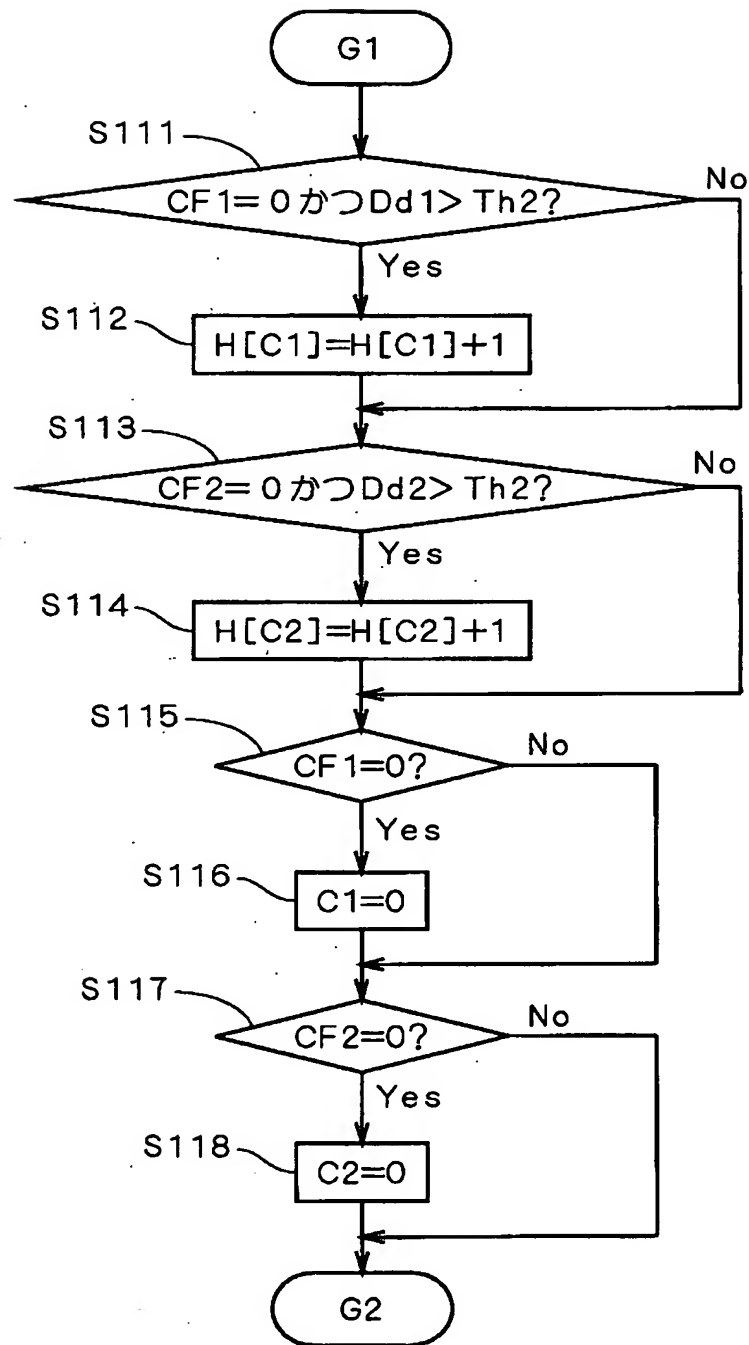 G1
S111
CF1=0かつDd1>Th2?
No
Yes
S112
H[C1]=H[C1]+1
S113
CF2=0かつDd2>Th2?
No
Yes
S114
H[C2]=H[C2]+1
S115
CF1=0?
No
Yes
S116
C1=0
S117
CF2=0?
No
Yes
S118
C2=0
G2